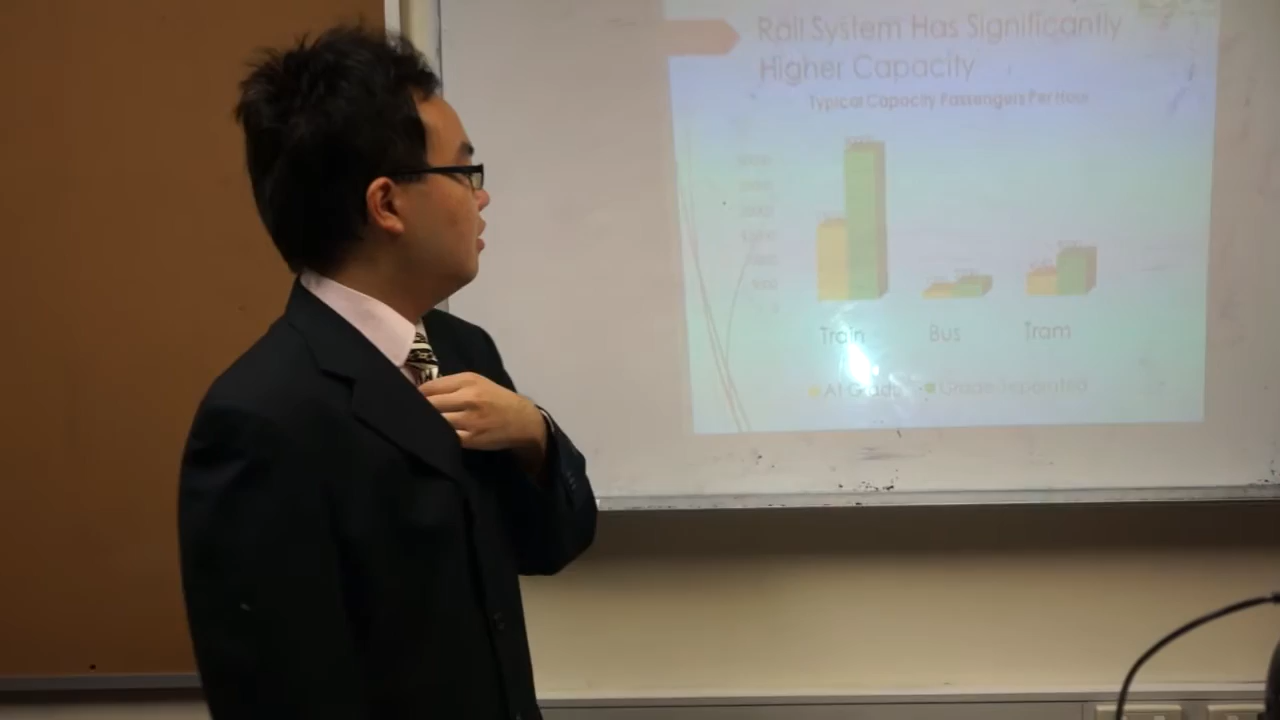 Rail System Has Significantly
Higher Capacity
Typical Capacity Passengers Per Hour
Train Bus Tram
At Grade Grade Separated